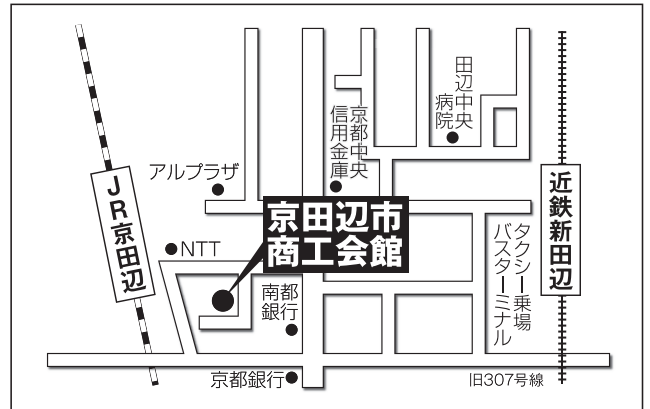 田辺中央
病院
京都中央
信用金庫
アルプラザ
JR京田辺
近鉄新田辺
京田辺市
商工会館
NTT
タクシー乗場
バスターミナル
南都
銀行
京都銀行
旧307号線